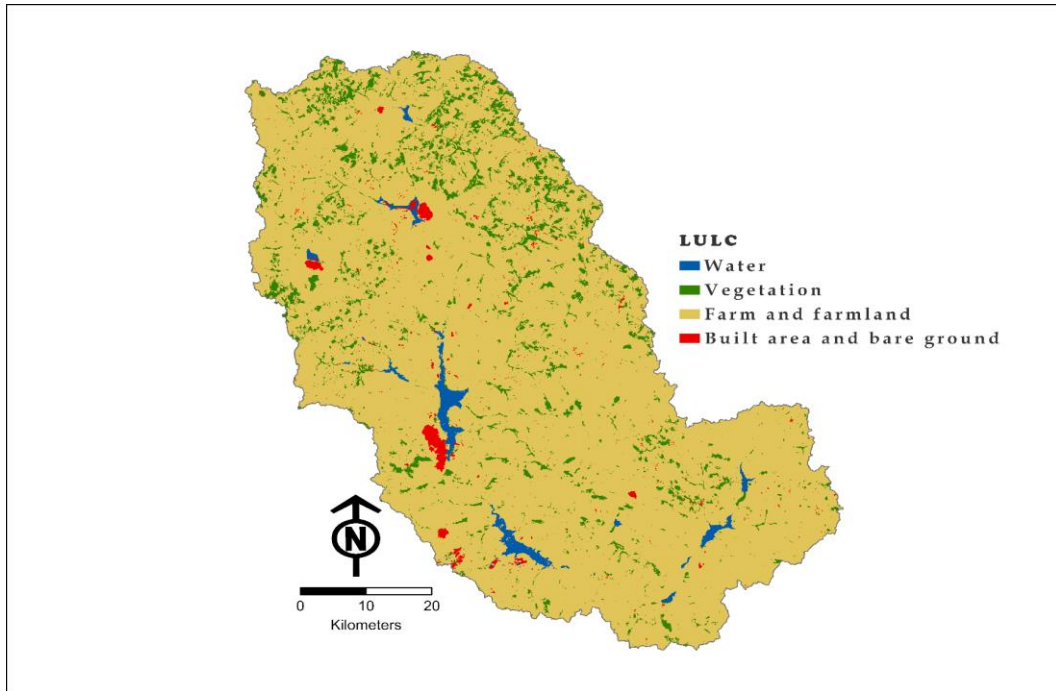 LULC
Water
Vegetation
Farm and farmland
Built area and bare ground
N
0 10 20
Kilometers